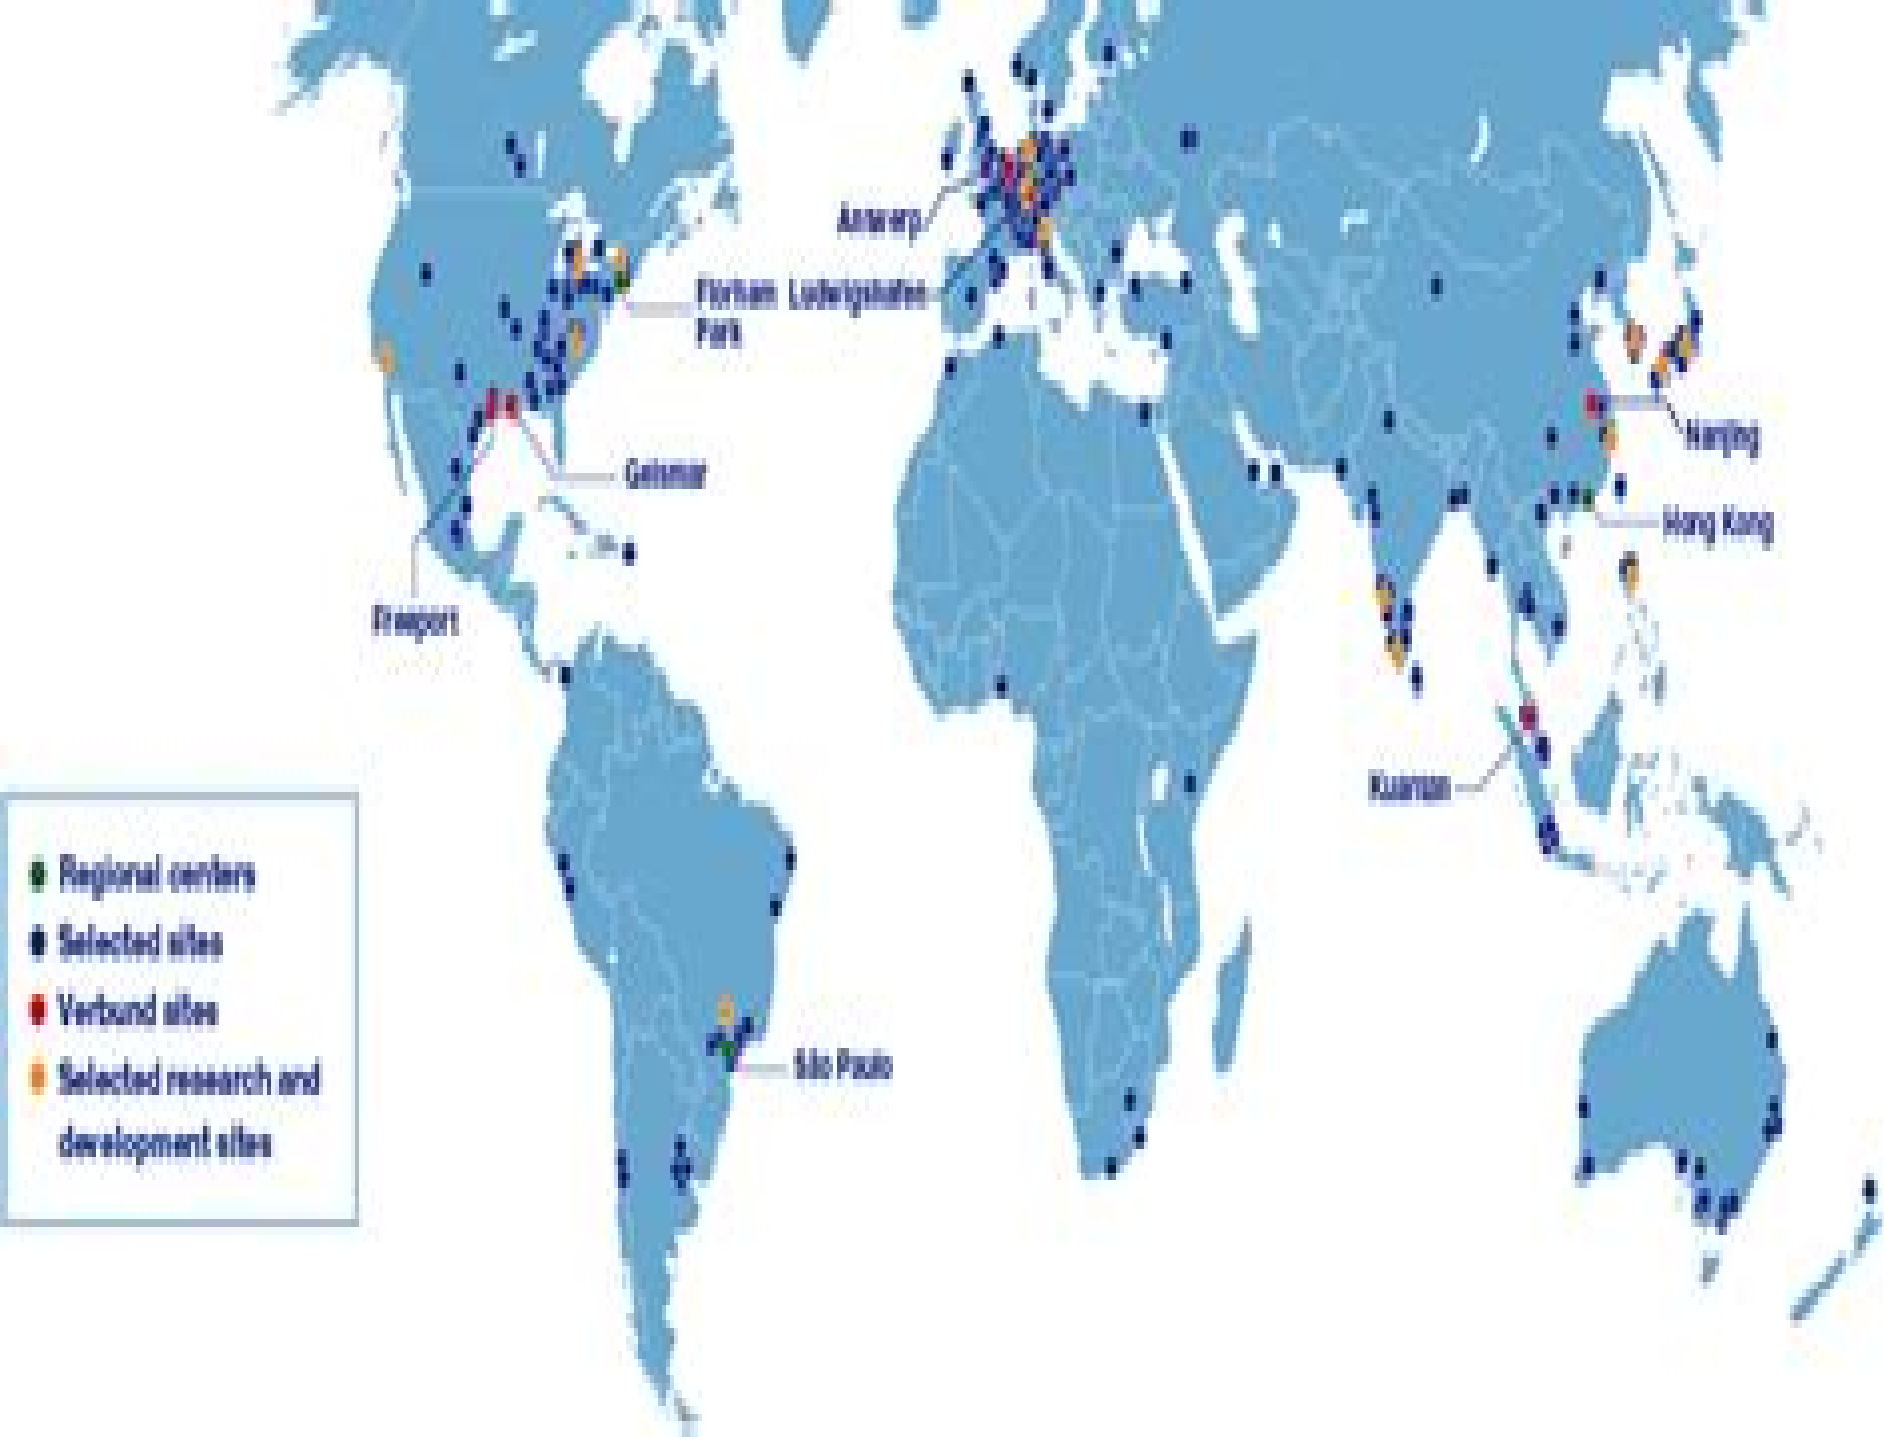 Antwerp
Florham Ludwigshafen
Park
Nanjing
Geismar
Hong Kong
Freeport
Kuantan
Regional centers
Selected sites
Verbund sites
Selected research and
development sites
São Paulo